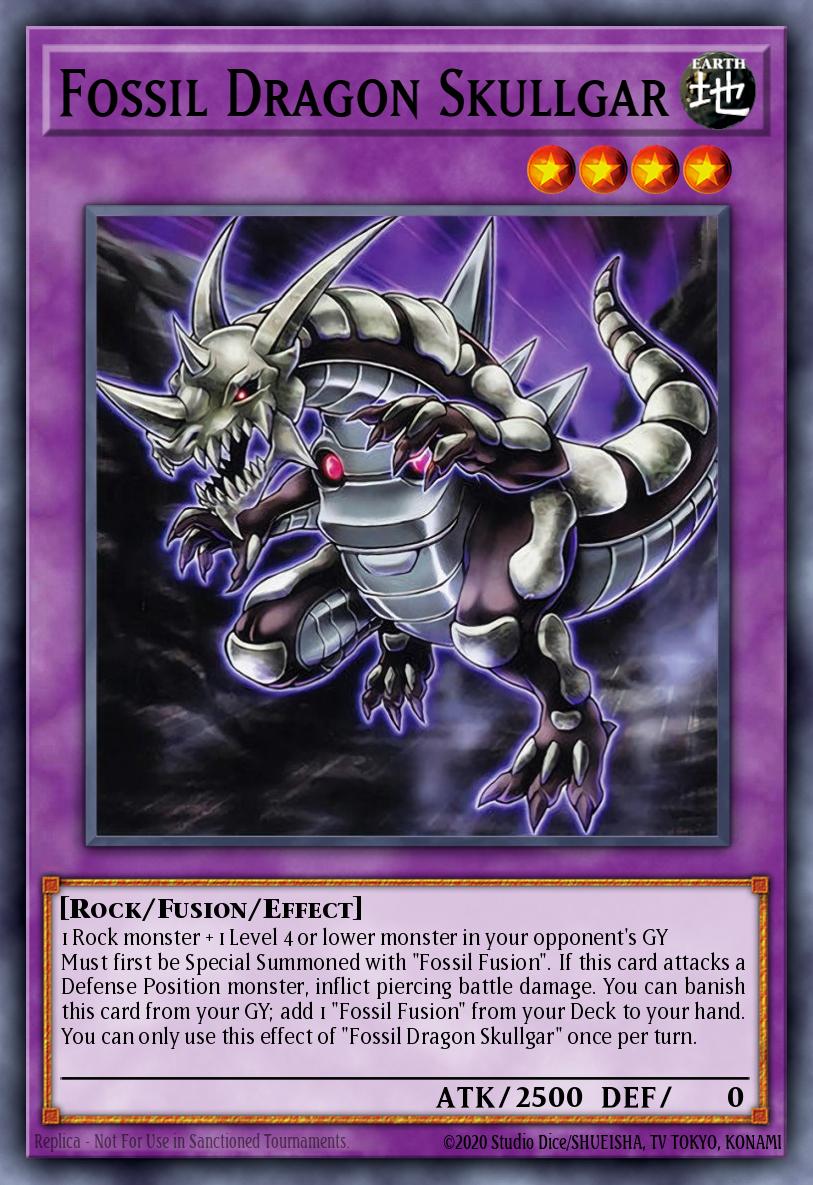 Fossil Dragon Skullgar
EARTH
地
[Rock/Fusion/Effect]
1 Rock monster + 1 Level 4 or lower monster in your opponent's GY
Must first be Special Summoned with "Fossil Fusion". If this card attacks a
Defense Position monster, inflict piercing battle damage. You can banish
this card from your GY; add 1 "Fossil Fusion" from your Deck to your hand.
You can only use this effect of "Fossil Dragon Skullgar" once per turn.
ATK/2500 DEF/ 0
Replica - Not For Use in Sanctioned Tournaments.
©2020 Studio Dice/SHUEISHA, TV TOKYO, KONAMI